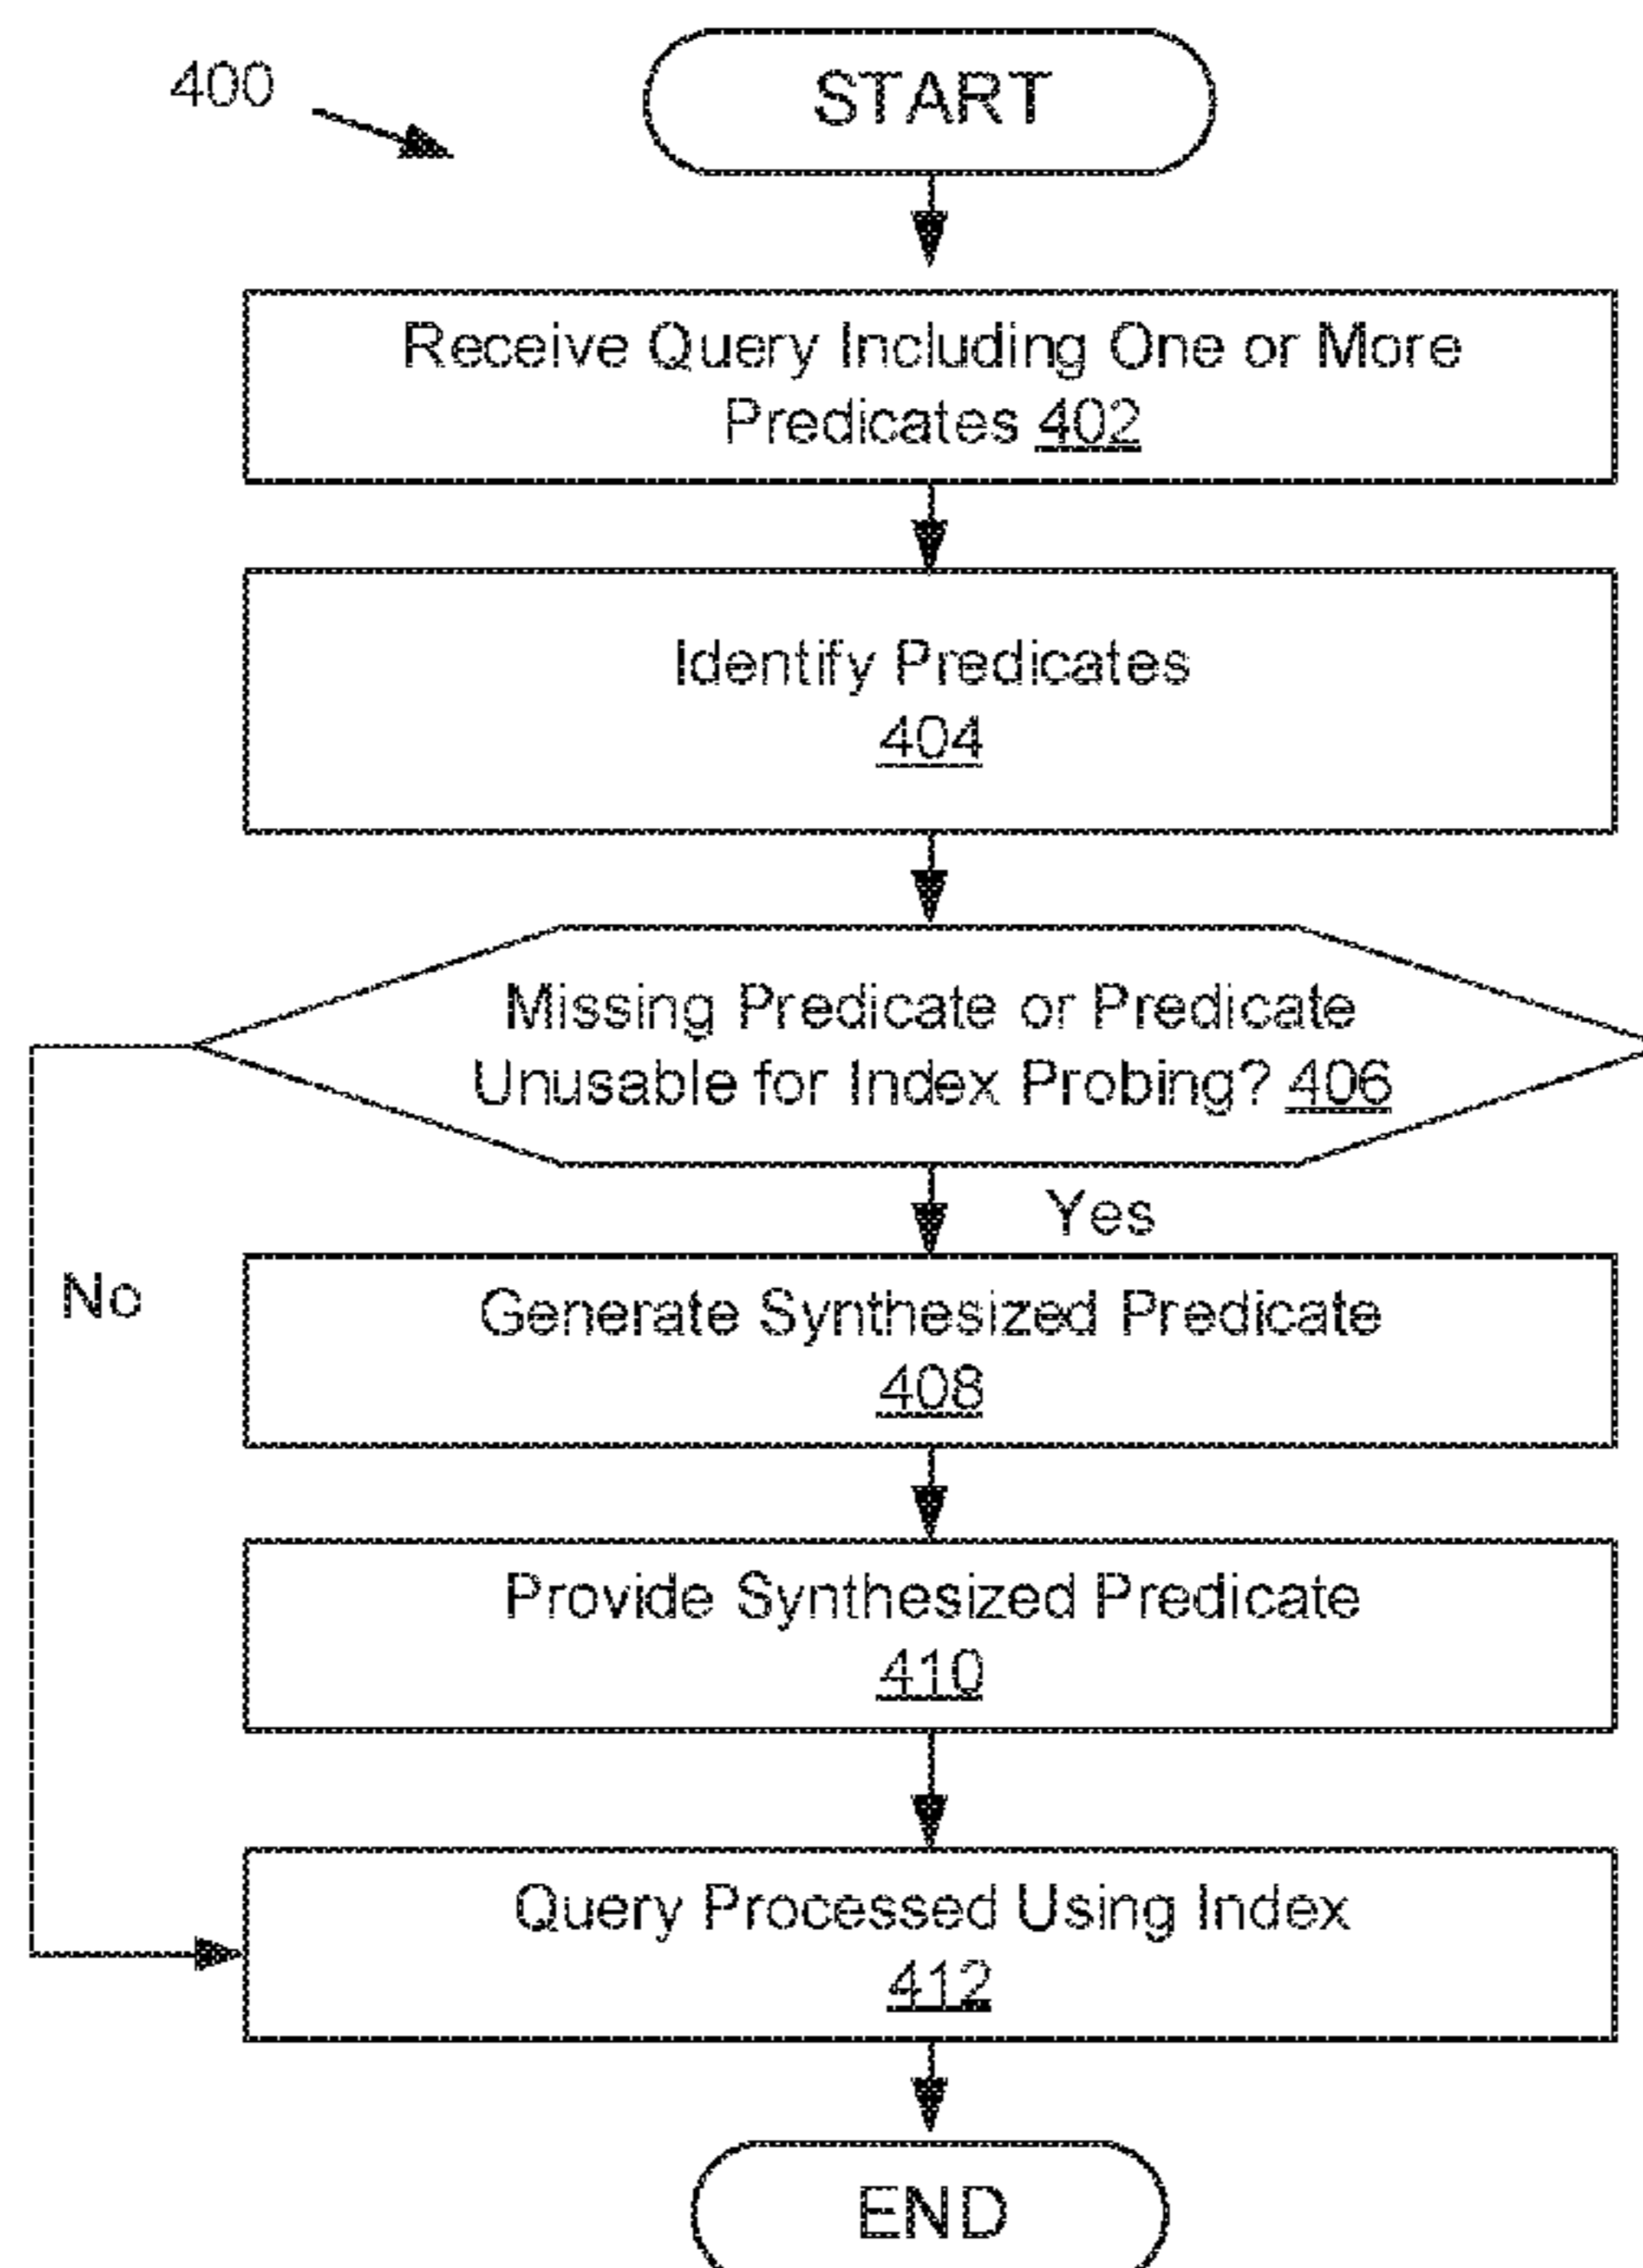 400
START
Receive Query Including One or More
Predicates 402
Identify Predicates
404
Missing Predicate or Predicate
Unusable for Index Probing? 406
Yes
No
Generate Synthesized Predicate
408
Provide Synthesized Predicate
410
Query Processed Using Index
412
END